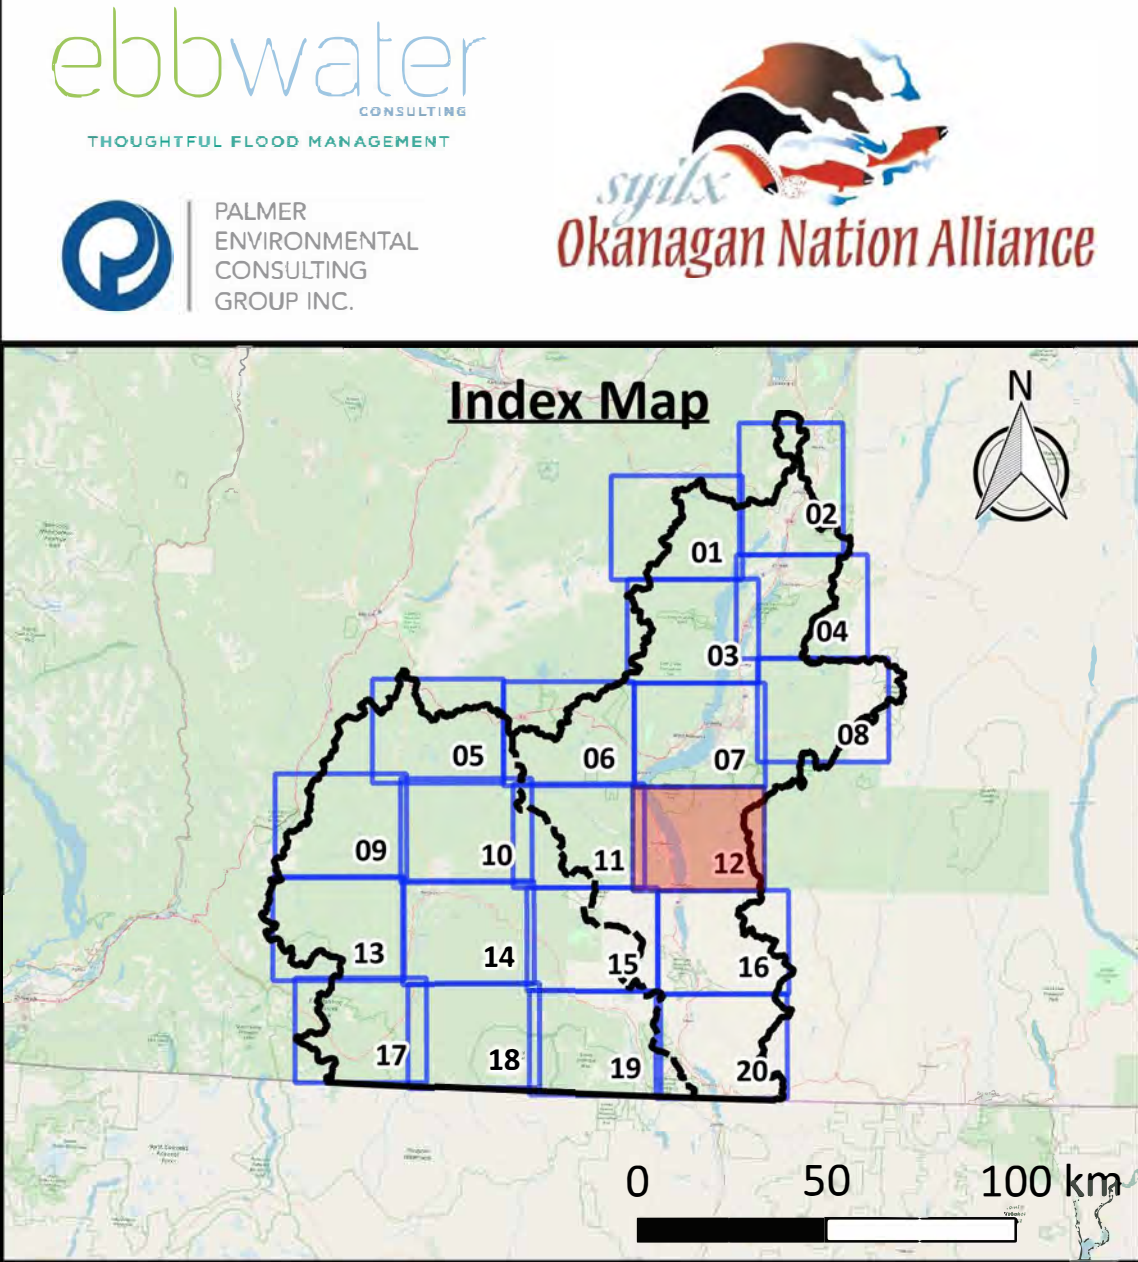 ebbwater
CONSULTING
THOUGHTFUL FLOOD MANAGEMENT
PALMER
ENVIRONMENTAL
CONSULTING
GROUP INC.
syilx
Okanagan Nation Alliance
Index Map
N
02
01
04
03
08
05
06
07
09
10
11
12
13
14
15
16
17
18
19
20
0 50 100 km